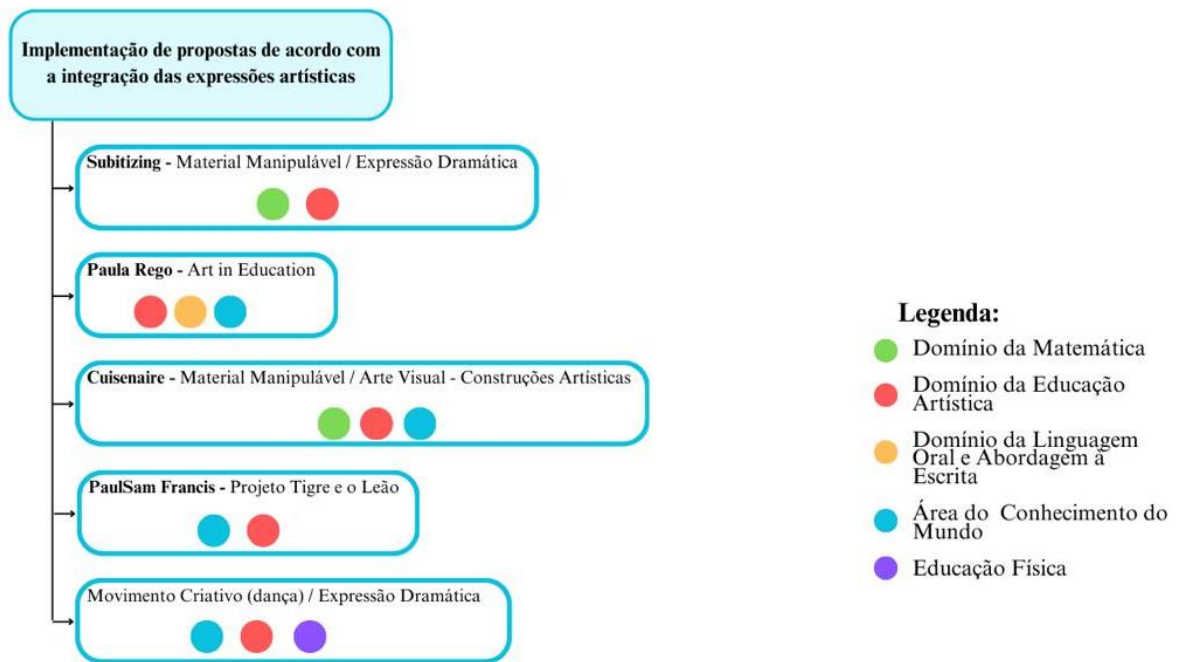 Implementação de propostas de acordo com
a integração das expressões artísticas
Subitizing - Material Manipulável / Expressão Dramática
Paula Rego - Art in Education
Cuisenaire - Material Manipulável / Arte Visual - Construções Artísticas
PaulSam Francis - Projeto Tigre e o Leão
Movimento Criativo (dança) / Expressão Dramática
Legenda:
Domínio da Matemática
Domínio da Educação
Artística
Domínio da Linguagem
Oral e Abordagem à
Escrita
Área do Conhecimento do
Mundo
Educação Física